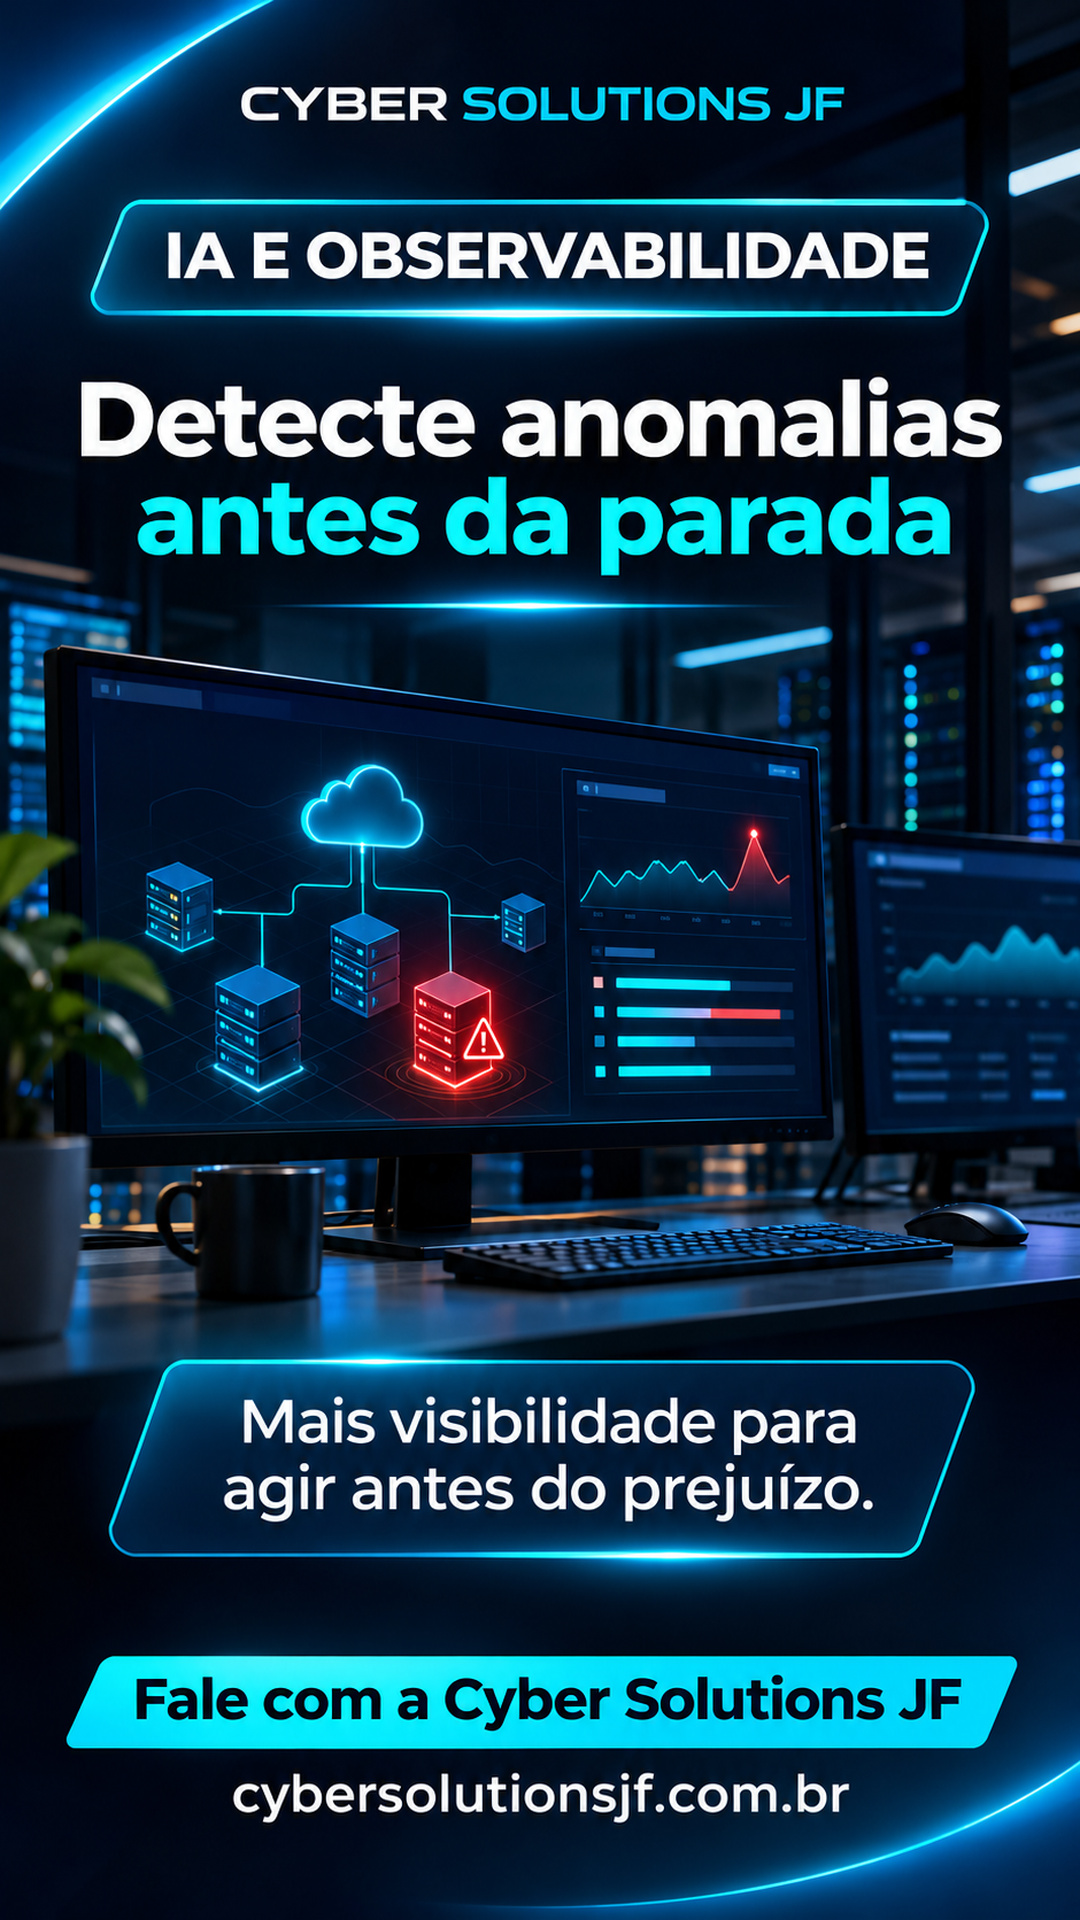 CYBER SOLUTIONS JF
IA E OBSERVABILIDADE
Detecte anomalias
antes da parada
Mais visibilidade para
agir antes do prejuízo.
Fale com a Cyber Solutions JF
cybersolutionsjf.com.br